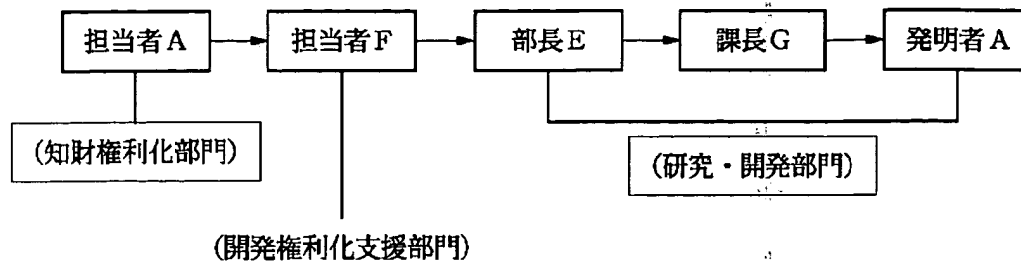 担当者A
担当者F
部長E
課長G
発明者A
(知財権利化部門)
(研究・開発部門)
(開発権利化支援部門)